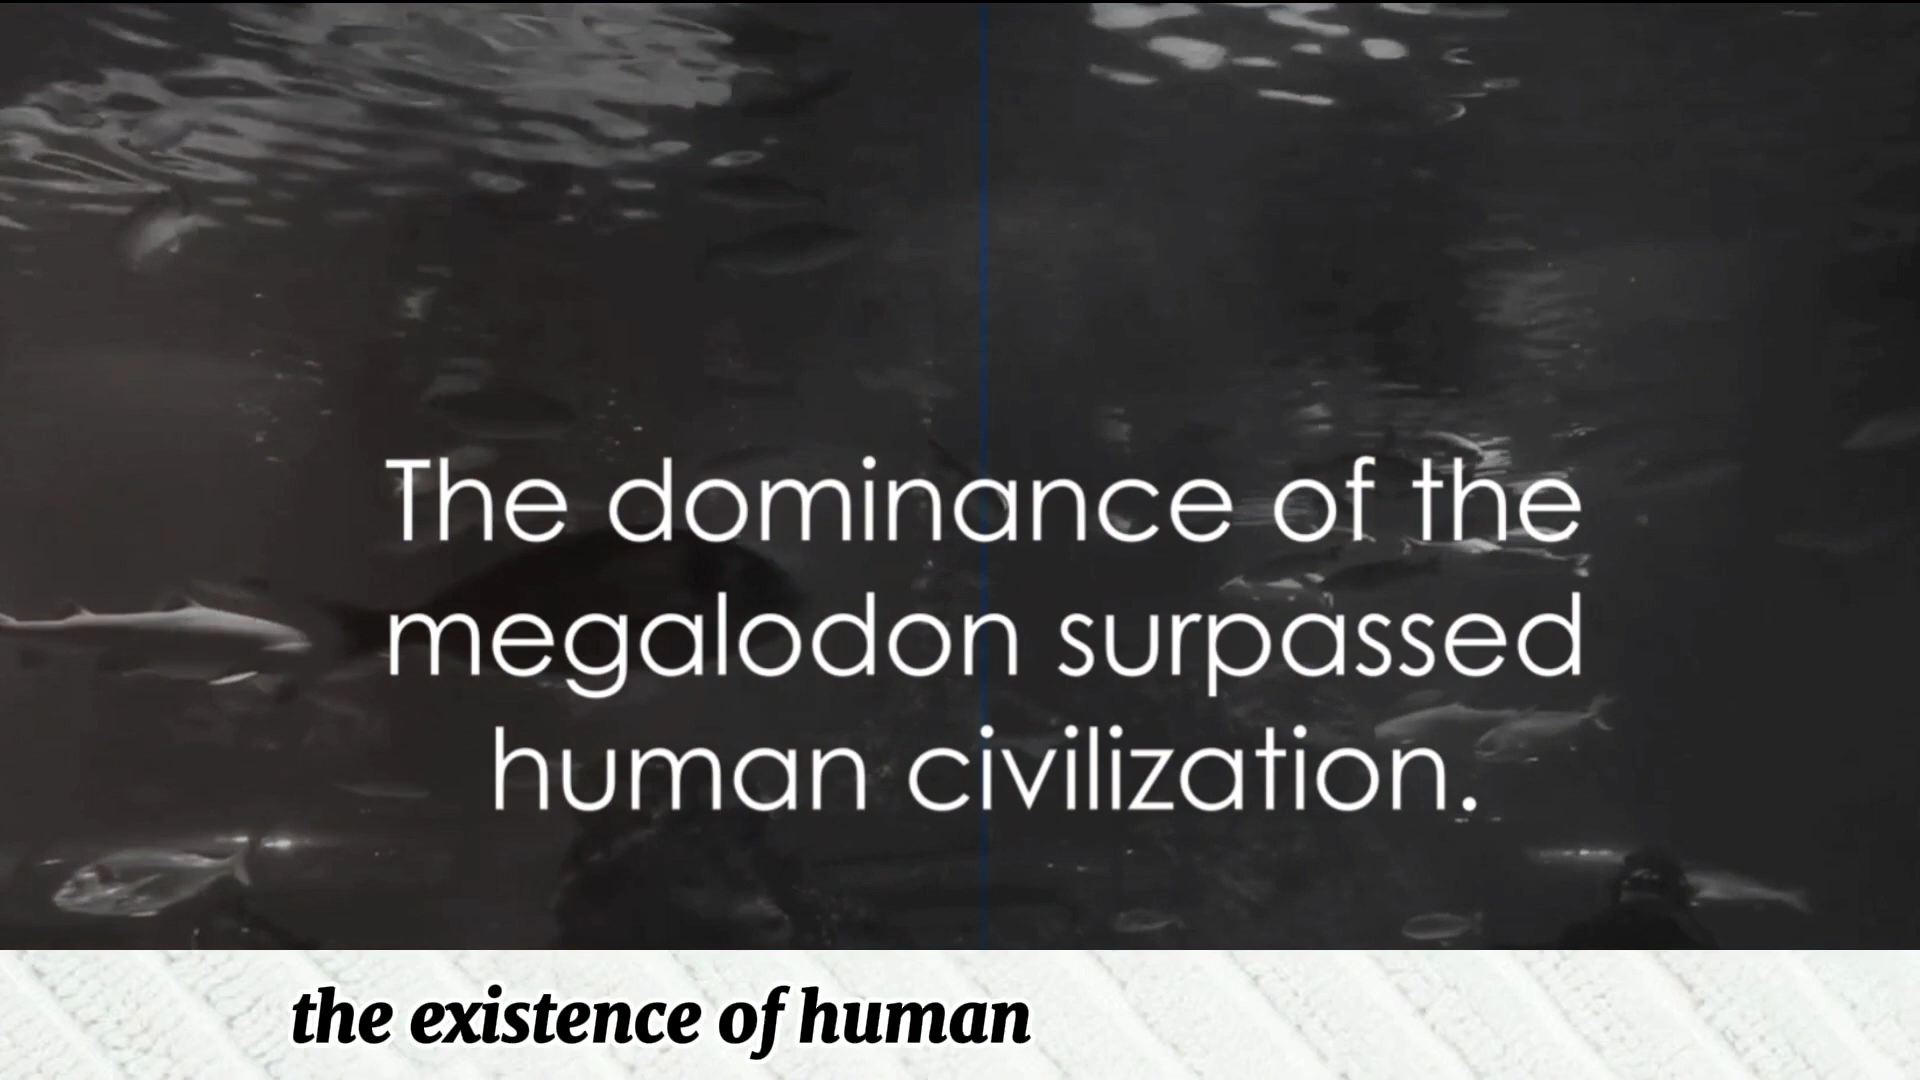 The dominance of the
megalodon surpassed
human civilization.
the existence of human